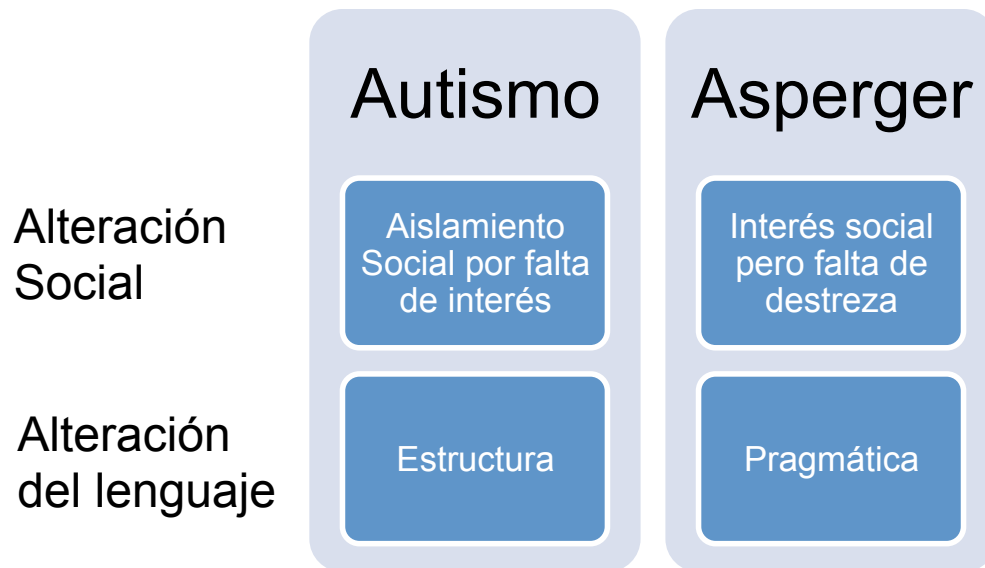 Autismo
Asperger
Alteración
Social
Aislamiento
Social por falta
de interés
Interés social
pero falta de
destreza
Alteración
del lenguaje
Estructura
Pragmática